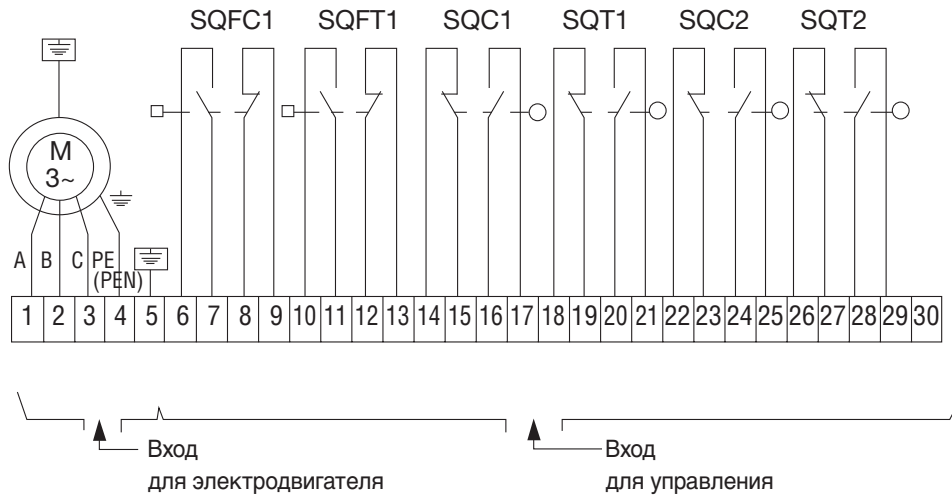 SQFC1 SQFT1 SQC1 SQT1 SQC2 SQT2
M
3~
A B C PE
(PEN)
1 2 3 4 5 6 7 8 9 10 11 12 13 14 15 16 17 18 19 20 21 22 23 24 25 26 27 28 29 30
Вход
для электродвигателя
Вход
для управления